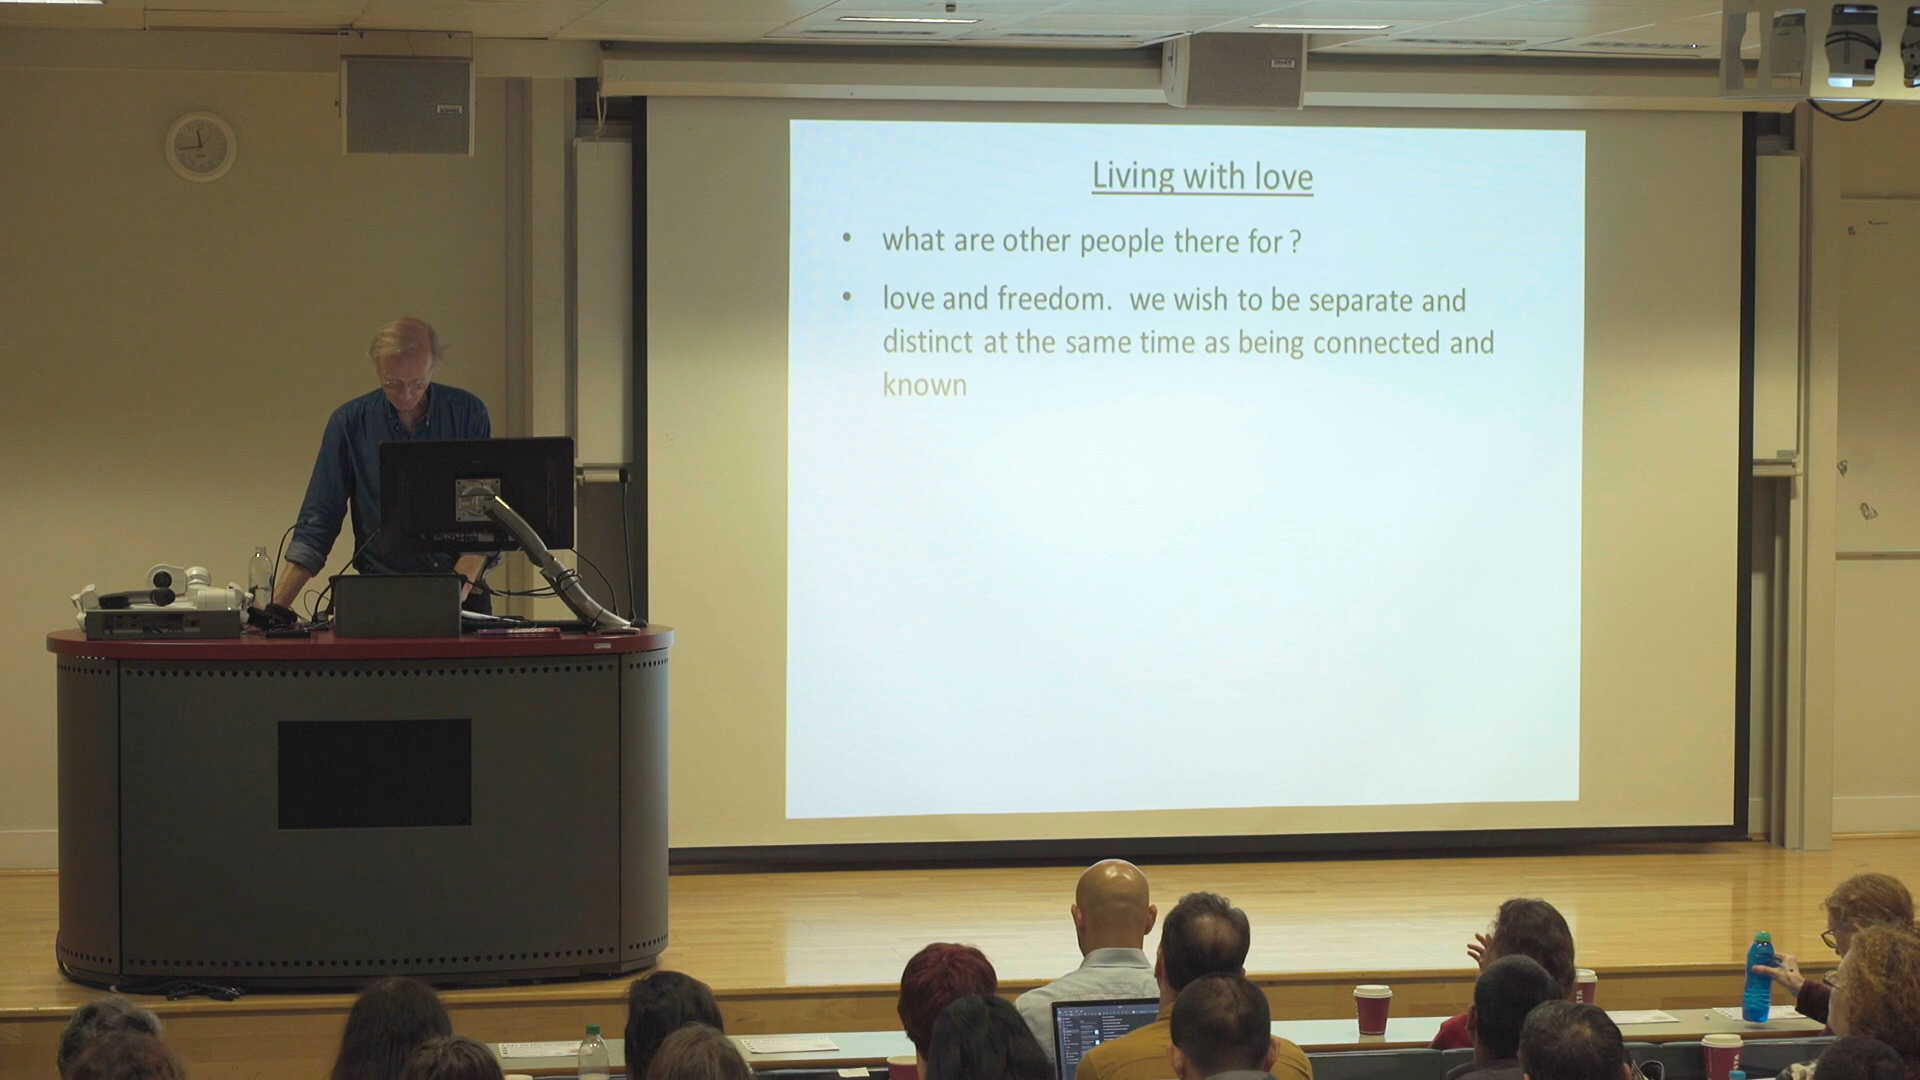 Living with love
• what are other people there for ?
• love and freedom. we wish to be separate and
distinct at the same time as being connected and
known